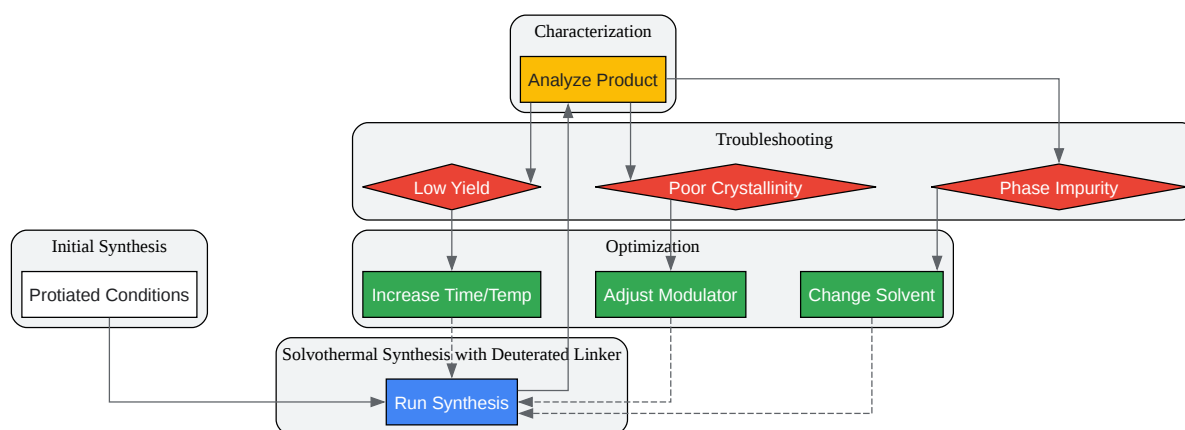 Characterization
Analyze Product
Troubleshooting
Low Yield
Poor Crystallinity
Phase Impurity
Initial Synthesis
Protiated Conditions
Optimization
Increase Time/Temp
Adjust Modulator
Change Solvent
Solvothermal Synthesis with Deuterated Linker
Run Synthesis